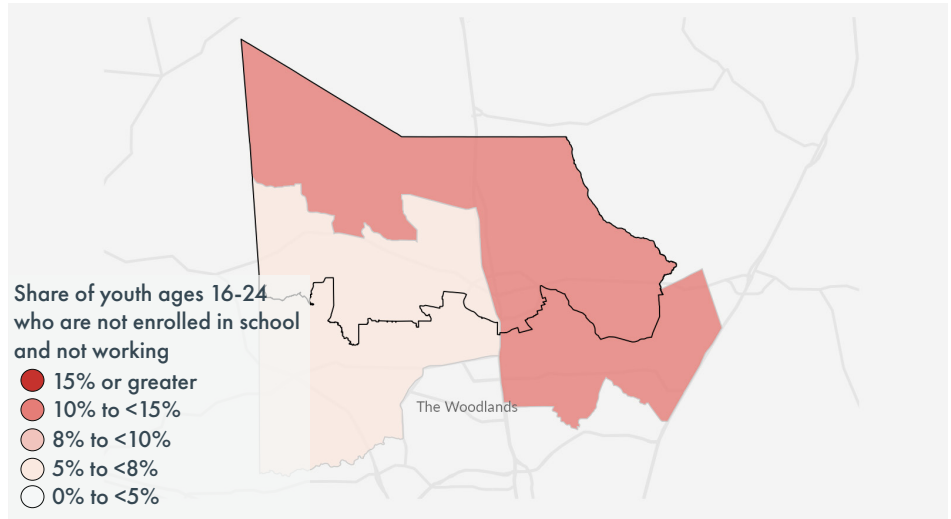 Share of youth ages 16-24
who are not enrolled in school
and not working
15% or greater
10% to <15%
8% to <10%
5% to <8%
0% to <5%
The Woodlands